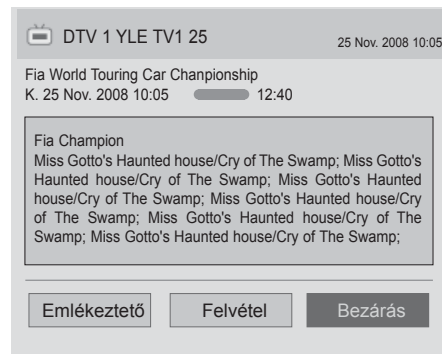 DTV 1 YLE TV1 25
25 Nov. 2008 10:05
Fia World Touring Car Chanpionship
K. 25 Nov. 2008 10:05 12:40
Fia Champion
Miss Gotto's Haunted house/Cry of The Swamp; Miss Gotto's
Haunted house/Cry of The Swamp; Miss Gotto's Haunted
house/Cry of The Swamp; Miss Gotto's Haunted house/Cry
of The Swamp; Miss Gotto's Haunted house/Cry of The
Swamp; Miss Gotto's Haunted house/Cry of The Swamp;
Emlékeztető Felvétel Bezárás